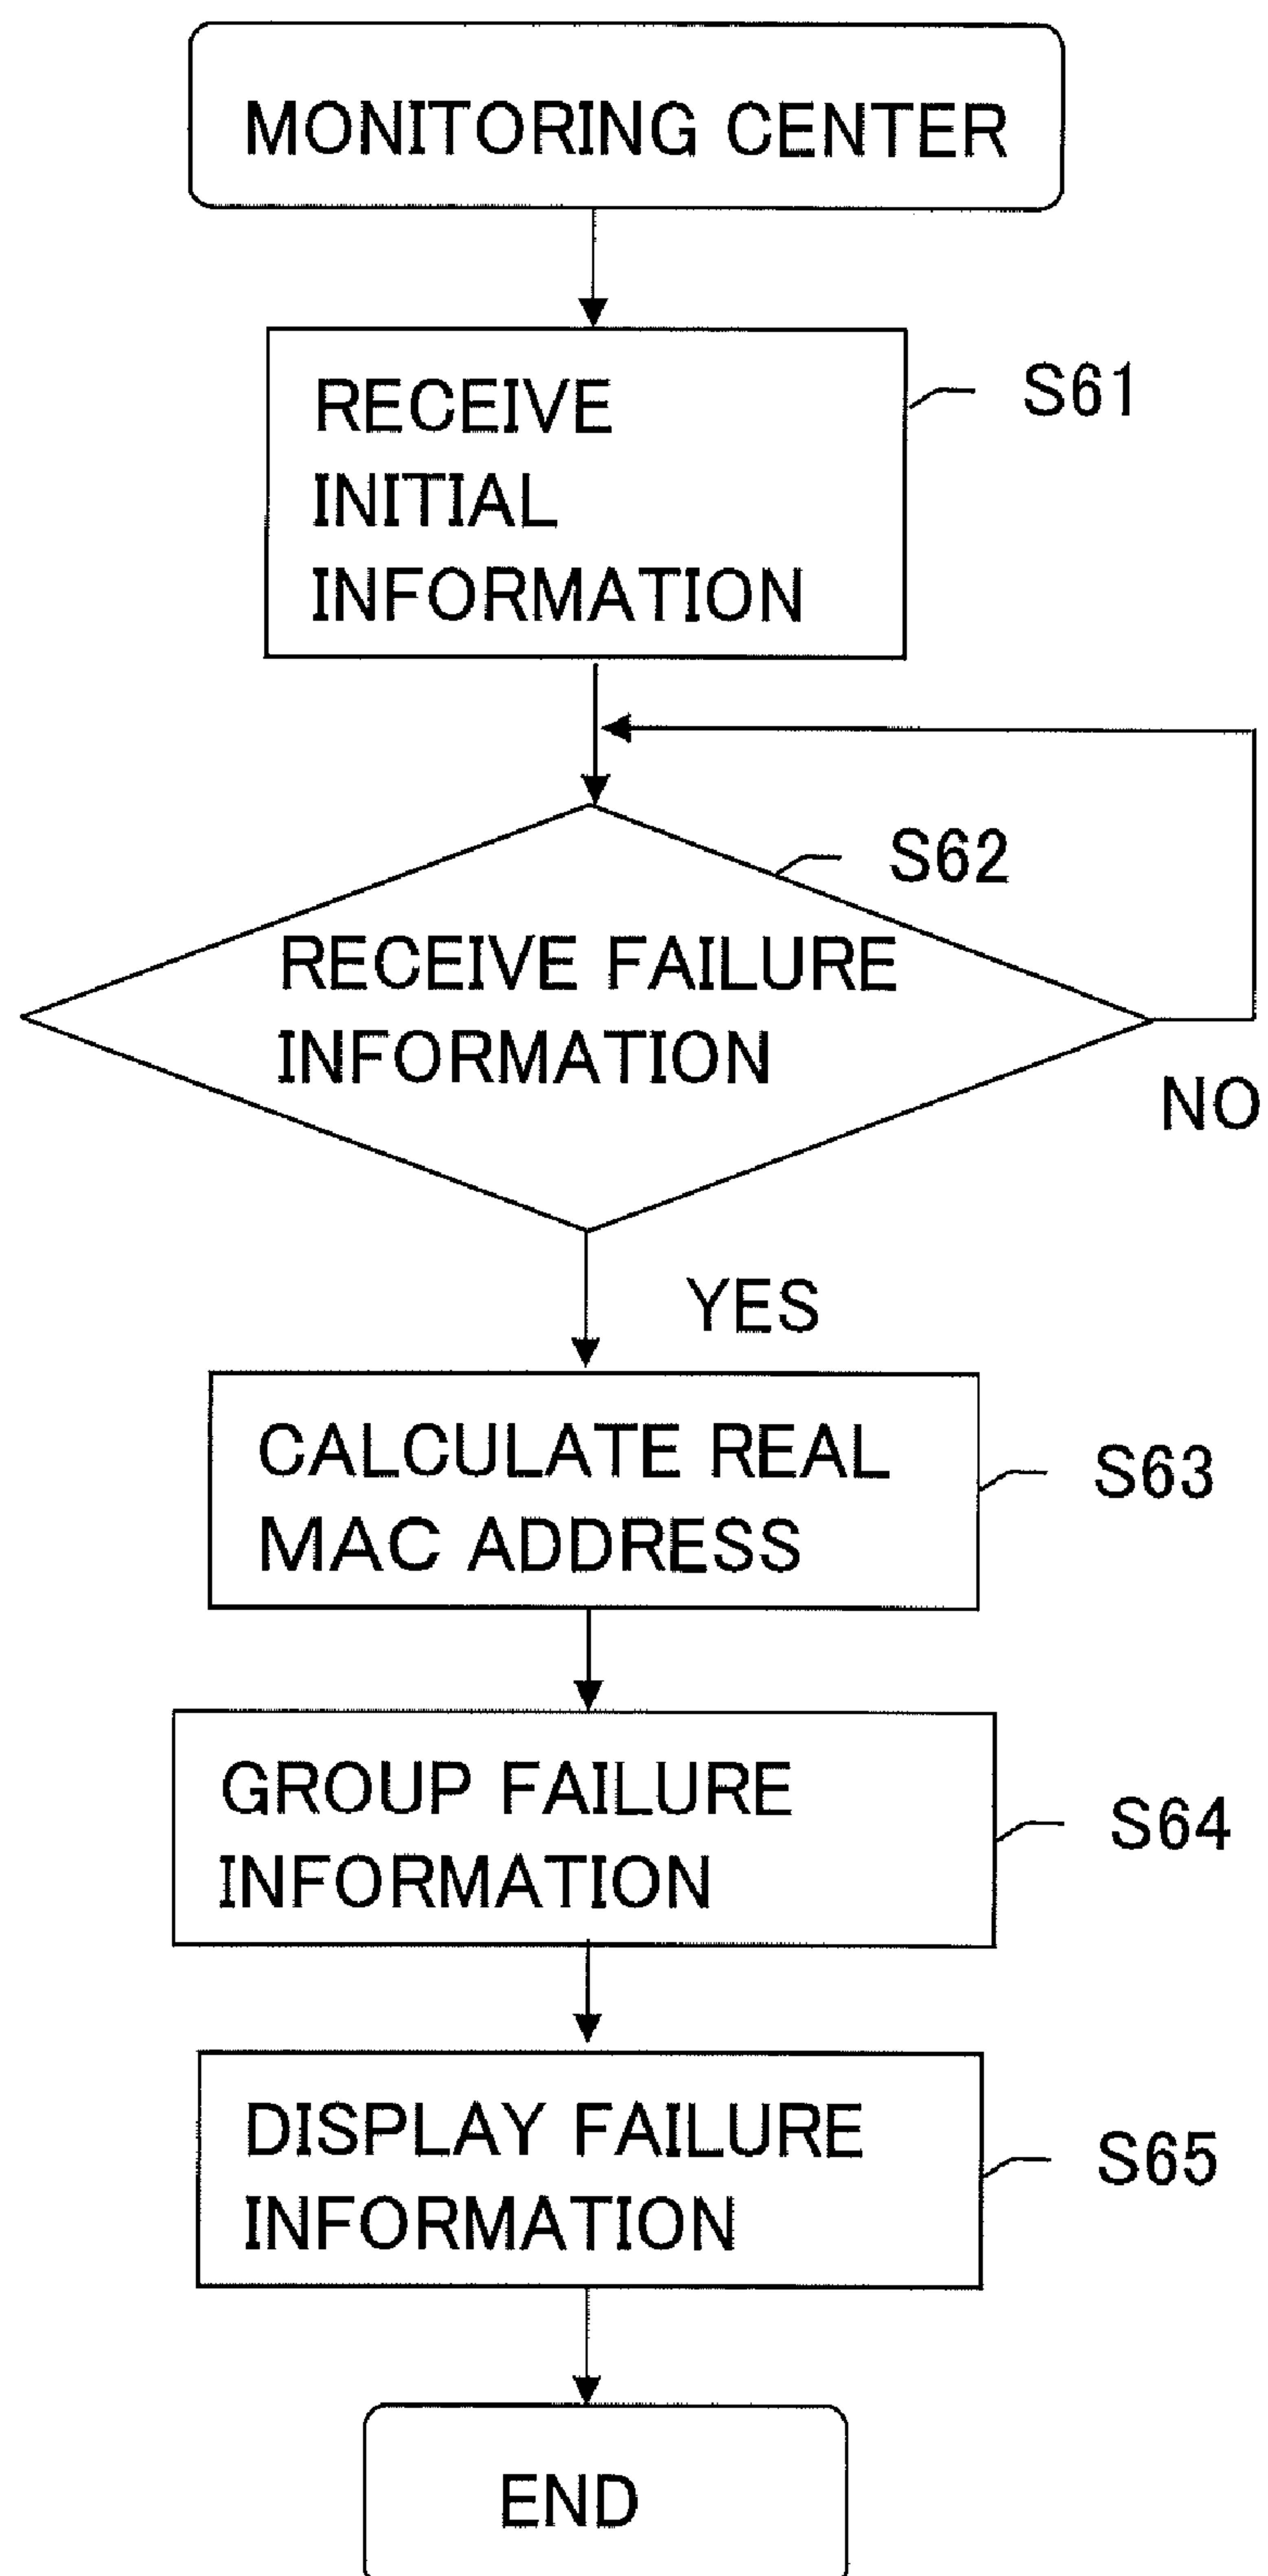 MONITORING CENTER
RECEIVE
INITIAL
INFORMATION
S61
S62
RECEIVE FAILURE
INFORMATION
NO
YES
CALCULATE REAL
MAC ADDRESS
S63
GROUP FAILURE
INFORMATION
S64
DISPLAY FAILURE
INFORMATION
S65
END